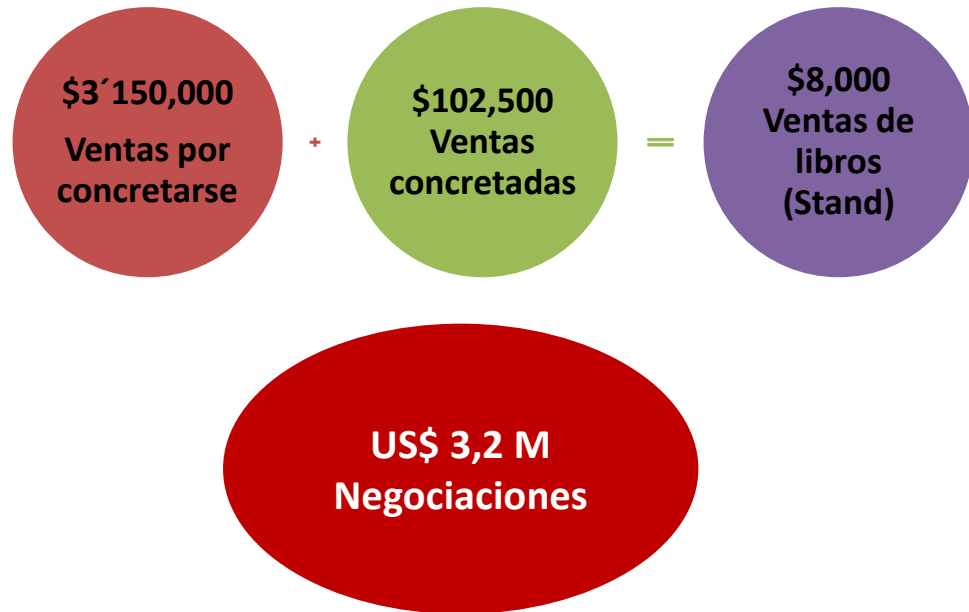 $3´150,000
Ventas por
concretarse
+
$102,500
Ventas
concretadas
=
$8,000
Ventas de
libros
(Stand)
US$ 3,2 M
Negociaciones